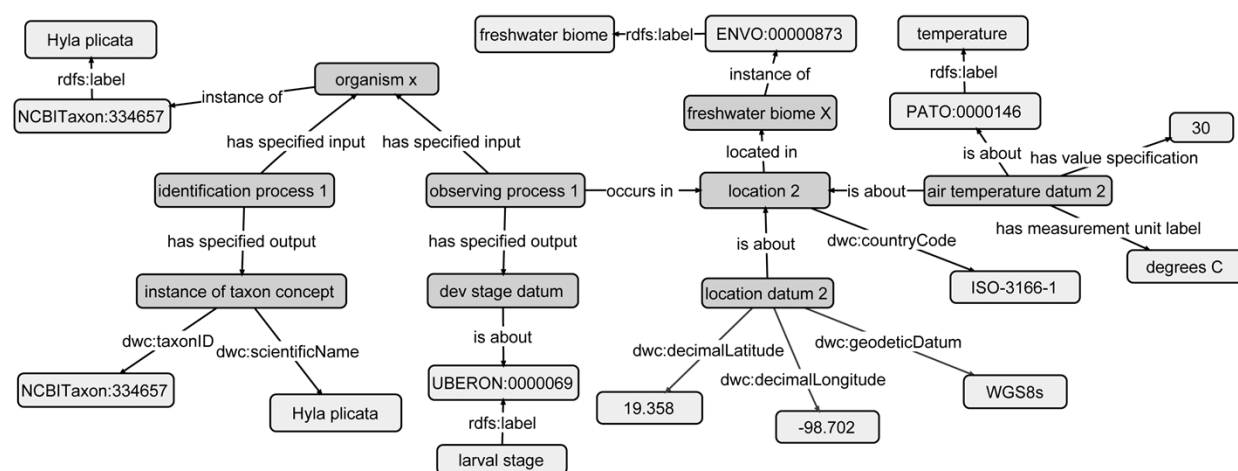 Hyla plicata
freshwater biome
rdfs:label
ENVO:00000873
temperature
rdfs:label
organism x
instance of
rdfs:label
NCBITaxon:334657
instance of
freshwater biome X
PATO:0000146
30
has specified input
has specified input
located in
is about
has value specification
identification process 1
observing process 1
occurs in
location 2
is about
air temperature datum 2
has specified output
has specified output
is about
dwc:countryCode
has measurement unit label
degrees C
instance of taxon concept
dev stage datum
location datum 2
ISO-3166-1
dwc:taxonID
dwc:scientificName
is about
dwc:decimalLatitude
dwc:geodeticDatum
dwc:decimalLongitude
NCBITaxon:334657
UBERON:0000069
WGS8s
Hyla plicata
19.358
rdfs:label
-98.702
larval stage